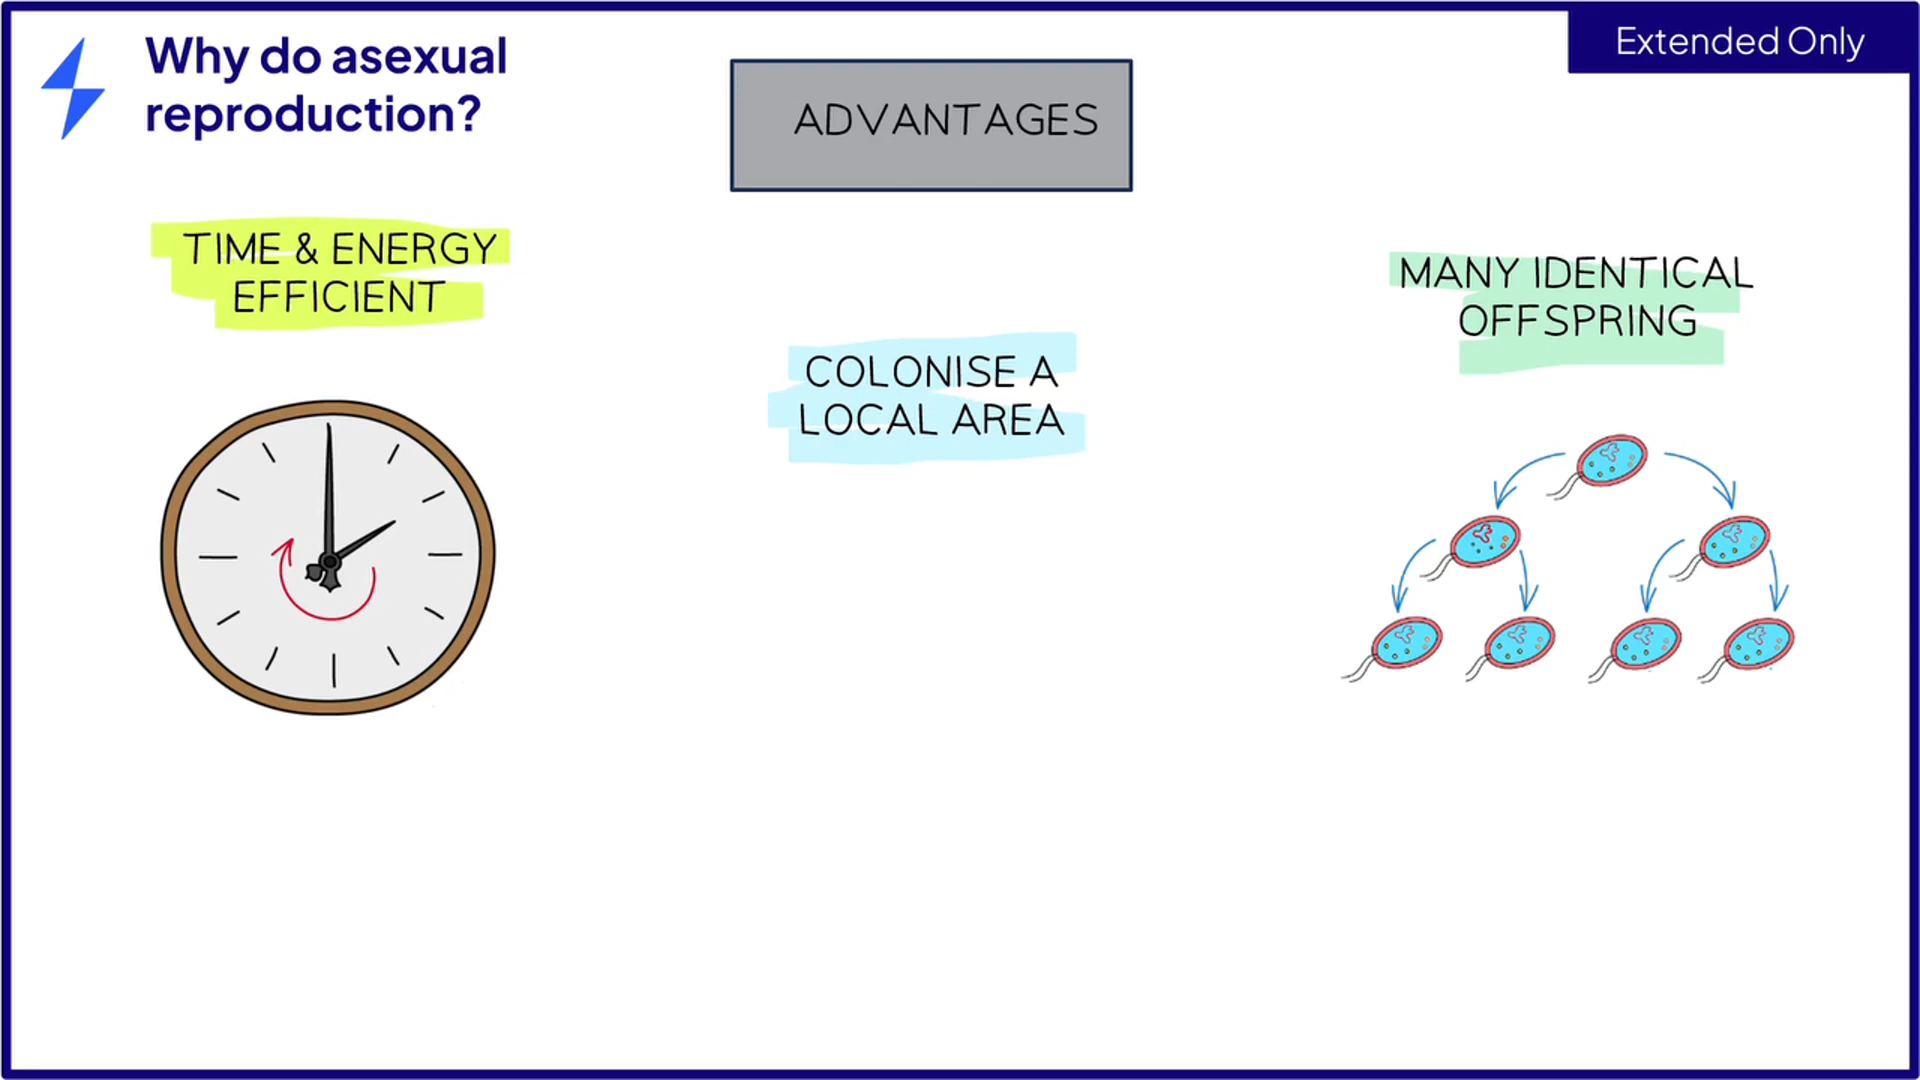 Why do asexual
reproduction?
ADVANTAGES
Extended Only
TIME & ENERGY
EFFICIENT
COLONISE A
LOCAL AREA
MANY IDENTICAL
OFFSPRING